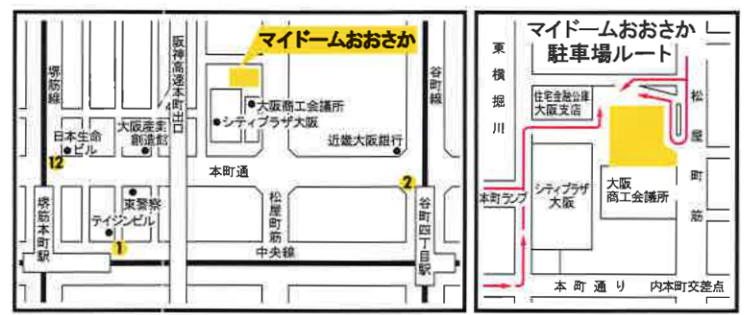 マイドームおおさか
阪神高速本町出口
堺筋線
谷町線
大阪商工会議所
シティプラザ大阪
日本生命
ビル
大阪産業
創造館
近畿大阪銀行
12
本町通
2
東警察
テイジンビル
1
松屋町筋
堺筋本町駅
谷町四丁目駅
中央線
マイドームおおさか
駐車場ルート
東横堀川
住宅金融公庫
大阪支店
松屋町筋
本町ランプ
シティプラザ
大阪
大阪
商工会議所
本町通り
内本町交差点